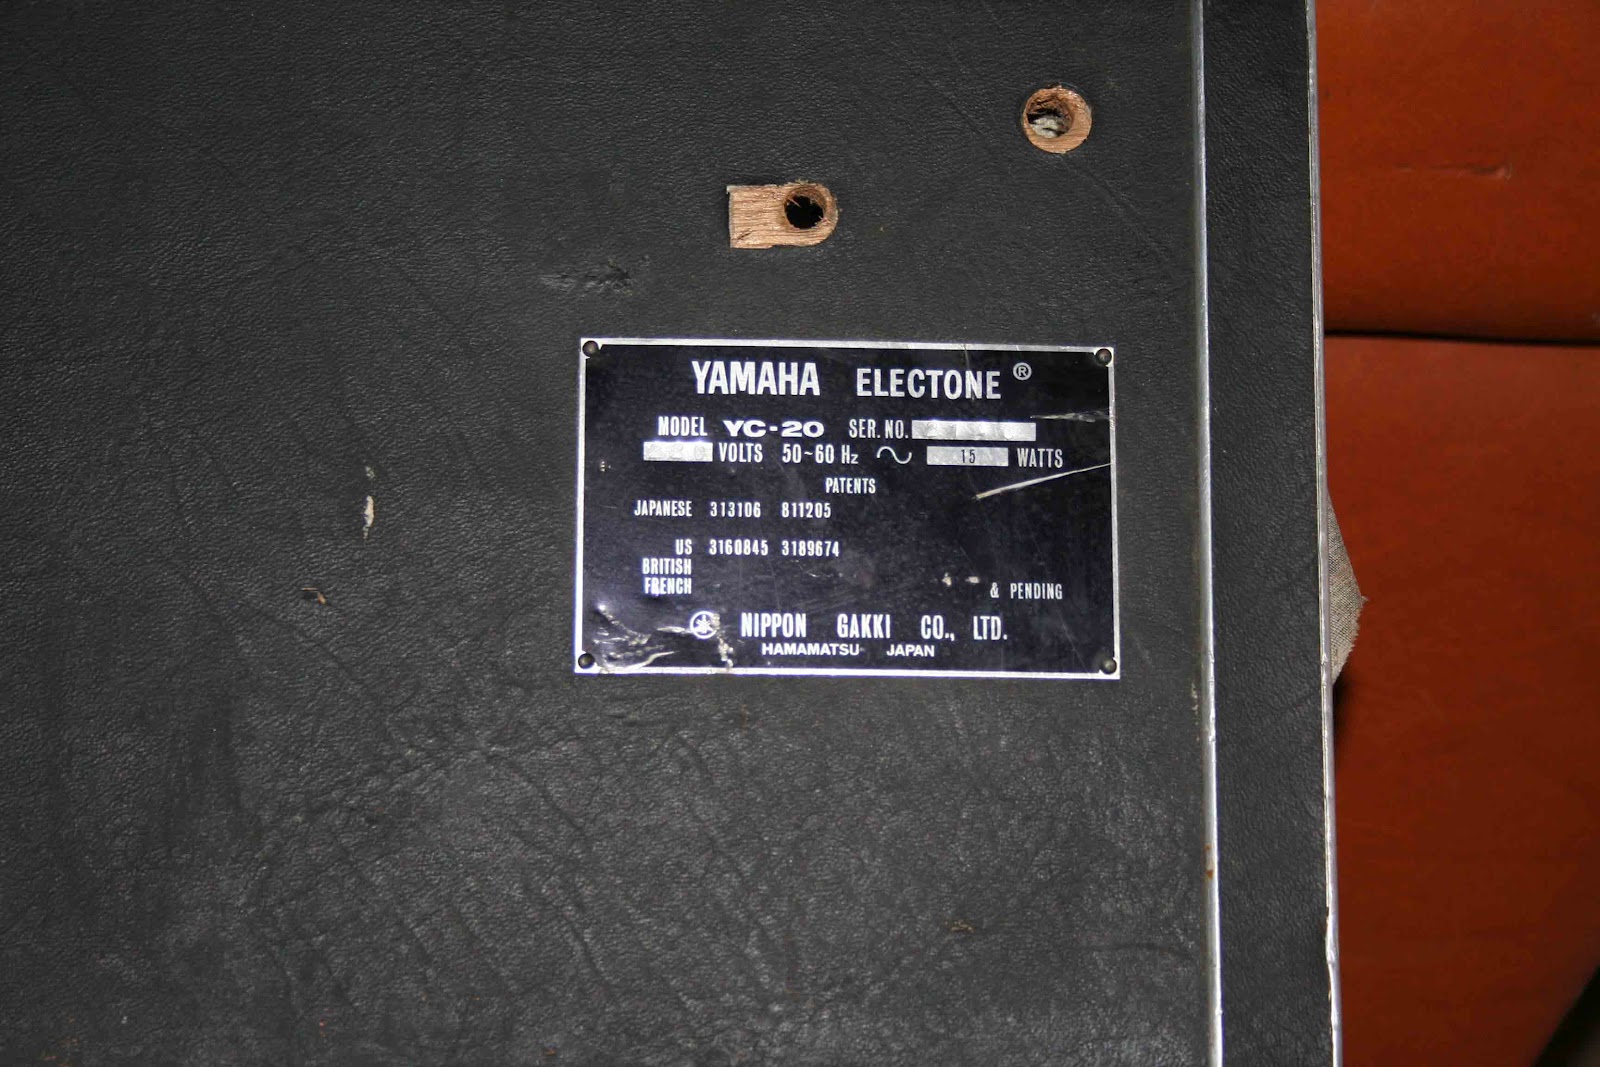 YAMAHA ELECTONE ®
MODEL YC-20 SER. NO.
VOLTS 50~60 Hz 15 WATTS
PATENTS
JAPANESE 313106 811205
US 3160845 3189674
BRITISH
FRENCH & PENDING
NIPPON GAKKI CO., LTD.
HAMAMATSU JAPAN